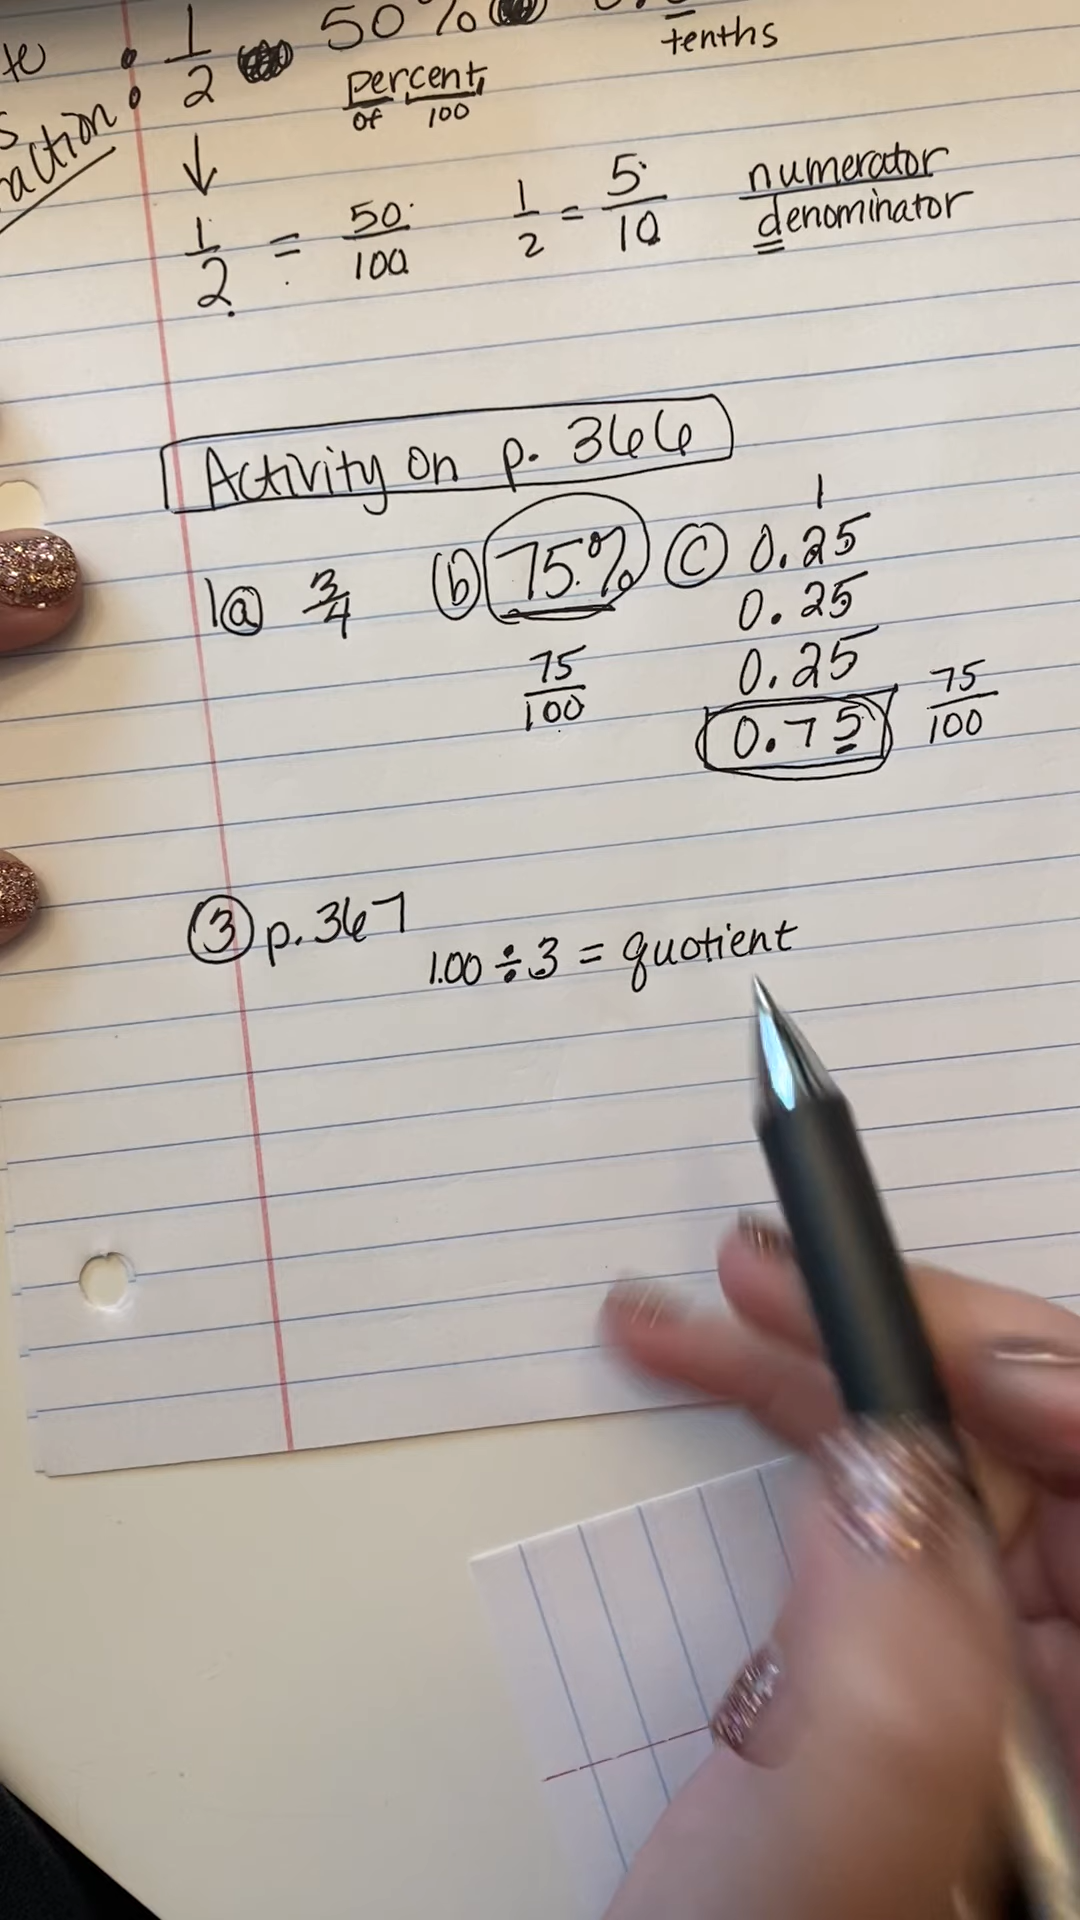 1/2 50%
tenths
percent
of 100
action
1/2 = 50/100 1/2 = 5/10 numerator/denominator
Activity on p. 366
1ⓐ 3/4 ⓑ 75% ⓒ 0.25
1
0.25
75/100 0.25 75/100
0.75
③ p. 367
1.00 ÷ 3 = quotient